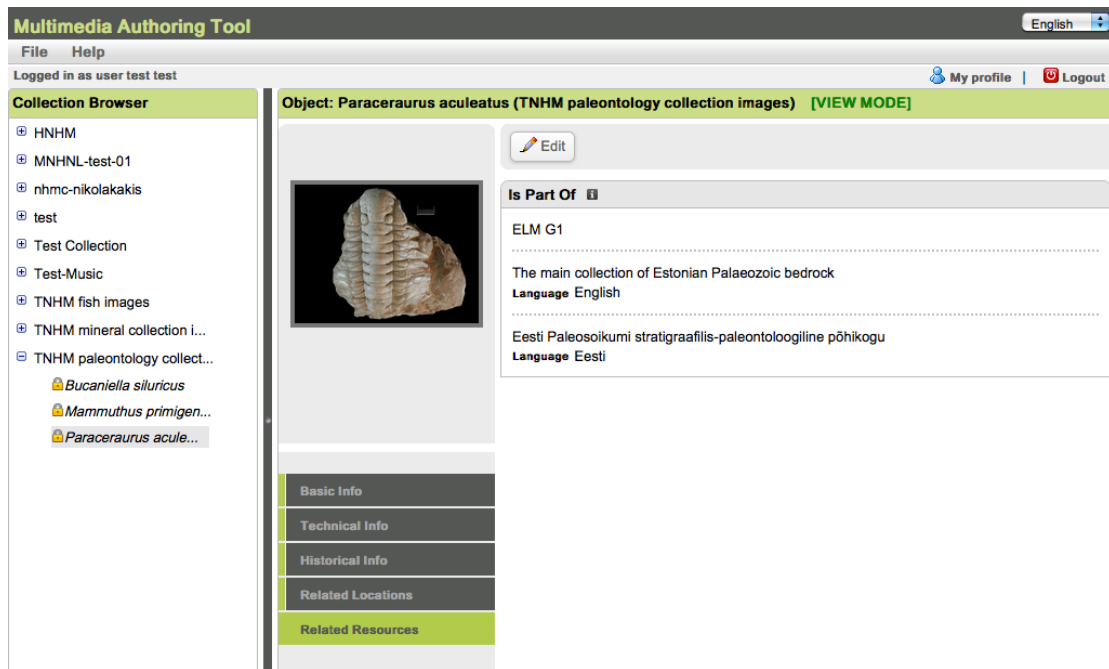 Multimedia Authoring Tool
English
File Help
Logged in as user test test
My profile | Logout
Collection Browser
HNHM
MNHNL-test-01
nhmc-nikolakakis
test
Test Collection
Test-Music
TNHM fish images
TNHM mineral collection i...
TNHM paleontology collect...
Bucaniella siluricus
Mammuthus primigen...
Paraceraurus acule...
Object: Paraceraurus aculeatus (TNHM paleontology collection images) [VIEW MODE]
Edit
Is Part Of
ELM G1
The main collection of Estonian Palaeozoic bedrock
Language English
Eesti Paleosoikumi stratigraafilis-paleontoloogiline põhikogu
Language Eesti
Basic Info
Technical Info
Historical Info
Related Locations
Related Resources